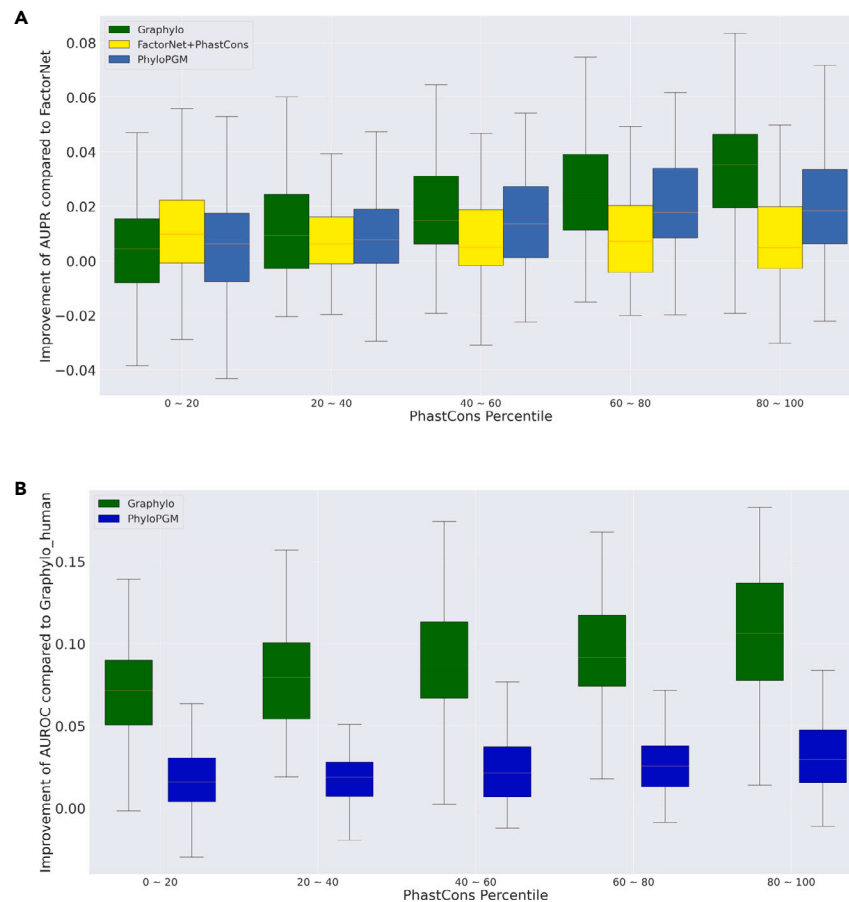 A
Graphylo
FactorNet+PhastCons
PhyloPGM
Improvement of AUPR compared to FactorNet
0.08
0.06
0.04
0.02
0.00
−0.02
−0.04
0 ~ 20
20 ~ 40
40 ~ 60
60 ~ 80
80 ~ 100
PhastCons Percentile
B
Graphylo
PhyloPGM
Improvement of AUROC compared to Graphylo_human
0.15
0.10
0.05
0.00
0 ~ 20
20 ~ 40
40 ~ 60
60 ~ 80
80 ~ 100
PhastCons Percentile